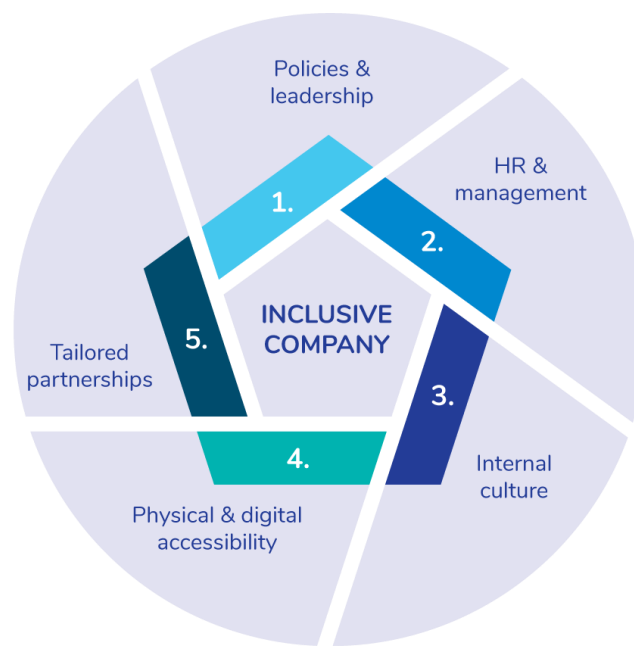 Policies &
leadership
1.
HR &
management
2.
INCLUSIVE
COMPANY
3.
Internal
culture
4.
Physical & digital
accessibility
5.
Tailored
partnerships